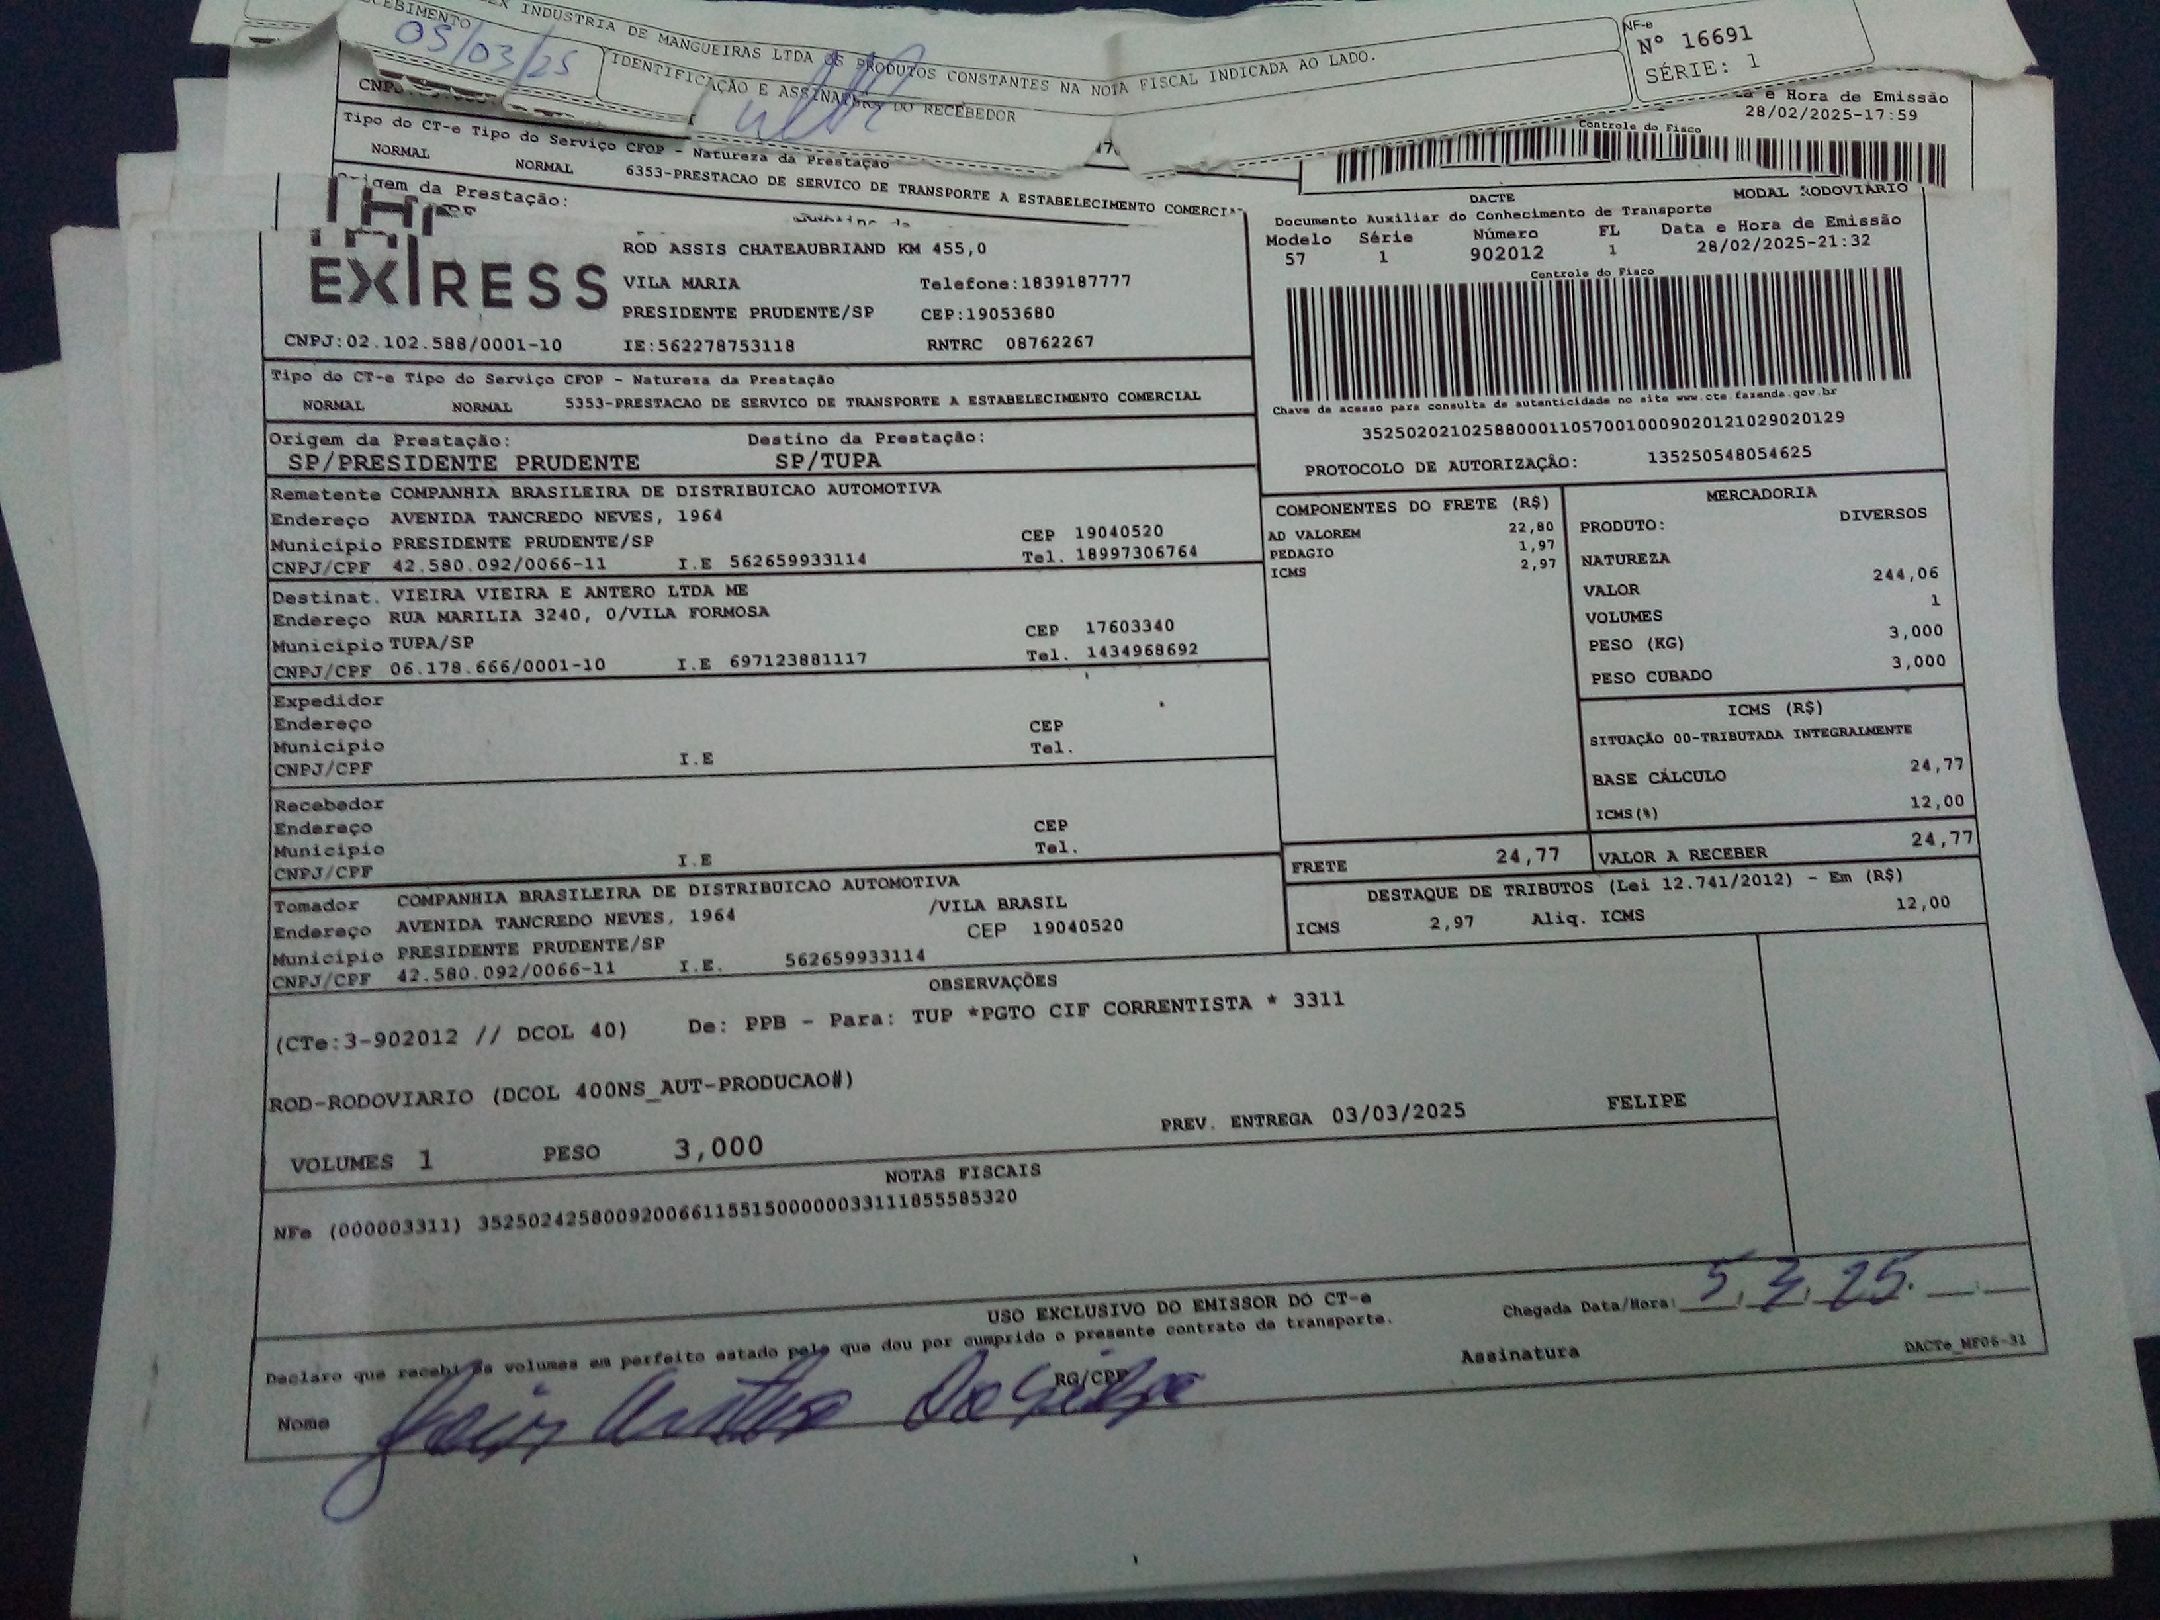 EX INDUSTRIA DE MANGUEIRAS LTDA OS PRODUTOS CONSTANTES NA NOTA FISCAL INDICADA AO LADO.
CEBIMENTO
05/03/25
IDENTIFICAÇÃO E ASSINATURA DO RECEBEDOR
NF-e
Nº 16691
SÉRIE: 1
a e Hora de Emissão
28/02/2025-17:59
Controle do Fisco
Tipo do CT-e Tipo do Serviço CFOP - Natureza da Prestação
NORMAL NORMAL 6353-PRESTACAO DE SERVICO DE TRANSPORTE A ESTABELECIMENTO COMERCIA
Origem da Prestação:
EXPRESS
ROD ASSIS CHATEAUBRIAND KM 455,0
VILA MARIA Telefone:1839187777
PRESIDENTE PRUDENTE/SP CEP:19053680
CNPJ:02.102.588/0001-10 IE:562278753118 RNTRC 08762267
DACTE MODAL RODOVIARIO
Documento Auxiliar do Conhecimento de Transporte
Modelo Série Número FL Data e Hora de Emissão
57 1 902012 1 28/02/2025-21:32
Controle do Fisco
Chave de acesso para consulta de autenticidade no site www.cte.fazenda.gov.br
35250202102588000110570010009020121029020129
PROTOCOLO DE AUTORIZAÇÃO: 135250548054625
Tipo do CT-e Tipo do Serviço CFOP - Natureza da Prestação
NORMAL NORMAL 5353-PRESTACAO DE SERVICO DE TRANSPORTE A ESTABELECIMENTO COMERCIAL
Origem da Prestação: Destino da Prestação:
SP/PRESIDENTE PRUDENTE SP/TUPA
Remetente COMPANHIA BRASILEIRA DE DISTRIBUICAO AUTOMOTIVA
Endereço AVENIDA TANCREDO NEVES, 1964
Município PRESIDENTE PRUDENTE/SP CEP 19040520
CNPJ/CPF 42.580.092/0066-11 I.E 562659933114 Tel. 18997306764
Destinat. VIEIRA VIEIRA E ANTERO LTDA ME
Endereço RUA MARILIA 3240, 0/VILA FORMOSA
Município TUPA/SP CEP 17603340
CNPJ/CPF 06.178.666/0001-10 I.E 697123881117 Tel. 1434968692
Expedidor
Endereço CEP
Município Tel.
CNPJ/CPF I.E
Recebedor
Endereço CEP
Município Tel.
CNPJ/CPF I.E
Tomador COMPANHIA BRASILEIRA DE DISTRIBUICAO AUTOMOTIVA
Endereço AVENIDA TANCREDO NEVES, 1964 /VILA BRASIL
Município PRESIDENTE PRUDENTE/SP CEP 19040520
CNPJ/CPF 42.580.092/0066-11 I.E. 562659933114
COMPONENTES DO FRETE (R$)
AD VALOREM 22,80
PEDAGIO 1,97
ICMS 2,97
MERCADORIA
PRODUTO: DIVERSOS
NATUREZA
VALOR 244,06
VOLUMES 1
PESO (KG) 3,000
PESO CUBADO 3,000
ICMS (R$)
SITUAÇÃO 00-TRIBUTADA INTEGRALMENTE
BASE CÁLCULO 24,77
ICMS(%) 12,00
FRETE 24,77 VALOR A RECEBER 24,77
DESTAQUE DE TRIBUTOS (Lei 12.741/2012) - Em (R$)
ICMS 2,97 Aliq. ICMS 12,00
OBSERVAÇÕES
(CTe:3-902012 // DCOL 40) De: PPB - Para: TUP *PGTO CIF CORRENTISTA * 3311
ROD-RODOVIARIO (DCOL 400NS_AUT-PRODUCAO#)
PREV. ENTREGA 03/03/2025 FELIPE
VOLUMES 1 PESO 3,000
NOTAS FISCAIS
NFe (000003311) 35250242580092006611551500000033111855585320
USO EXCLUSIVO DO EMISSOR DO CT-e
Declaro que recebi os volumes em perfeito estado pelo que dou por cumprido o presente contrato de transporte.
Chegada Data/Hora: 5 3 25
Nome RG/CPF Assinatura
DACTe_MF06-31